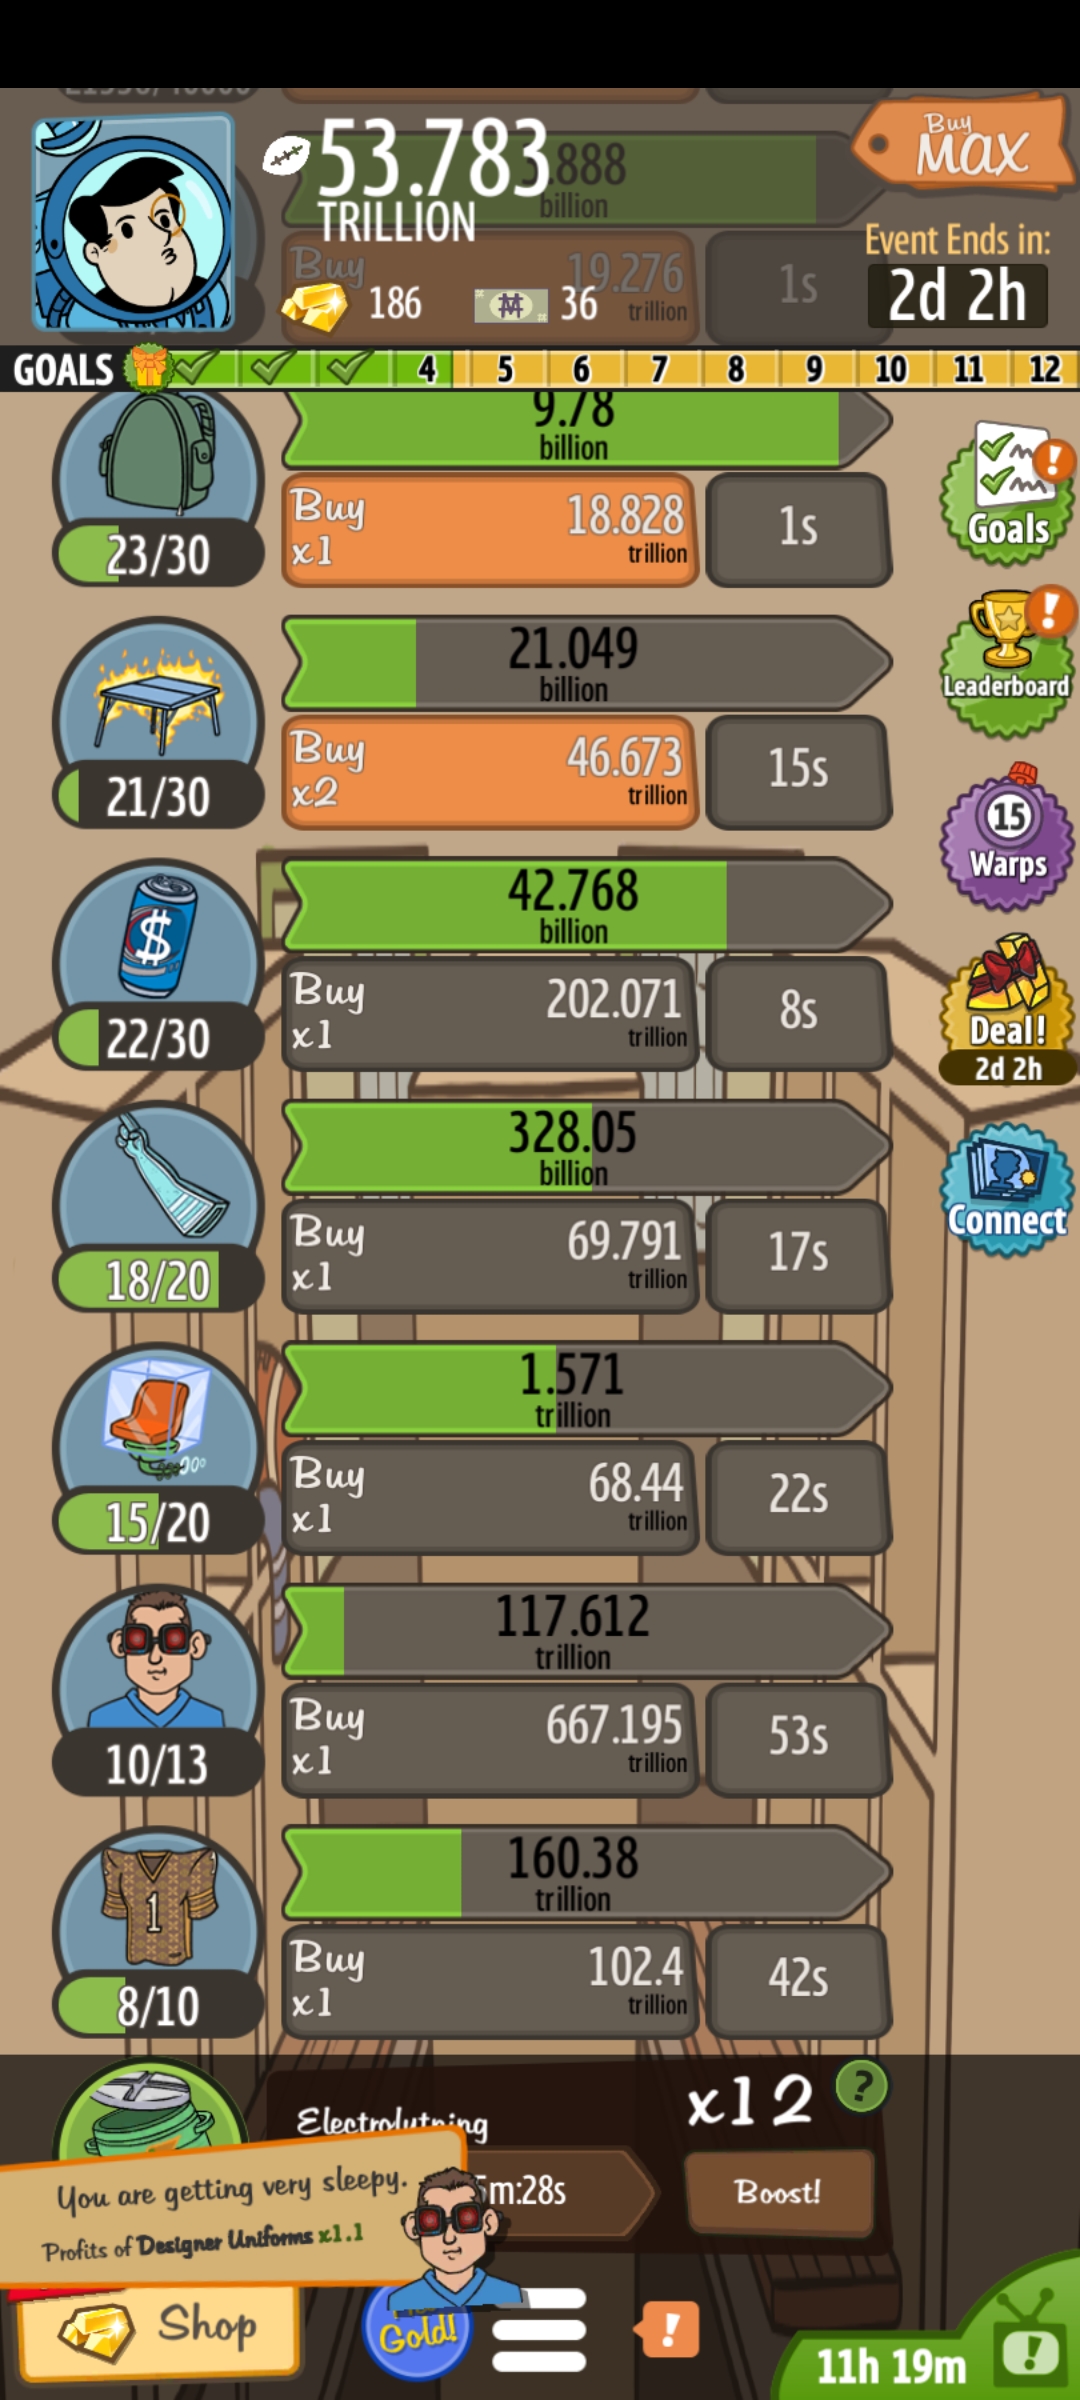 53.783
TRILLION
.888
billion
Buy
MAX
Buy
19.276
trillion
1s
186
36
Event Ends in:
2d 2h
GOALS
4
5
6
7
8
9
10
11
12
9.78
billion
23/30
Buy
x1
18.828
trillion
1s
Goals
21.049
billion
21/30
Buy
x2
46.673
trillion
15s
Leaderboard
42.768
billion
22/30
Buy
x1
202.071
trillion
8s
15
Warps
Deal!
2d 2h
328.05
billion
18/20
Buy
x1
69.791
trillion
17s
Connect
1.571
trillion
15/20
Buy
x1
68.44
trillion
22s
117.612
trillion
10/13
Buy
x1
667.195
trillion
53s
160.38
trillion
1
8/10
Buy
x1
102.4
trillion
42s
x12
?
m:28s
Boost!
You are getting very sleepy.
Profits of Designer Uniforms x1.1
Shop
Gold!
!
11h 19m
!